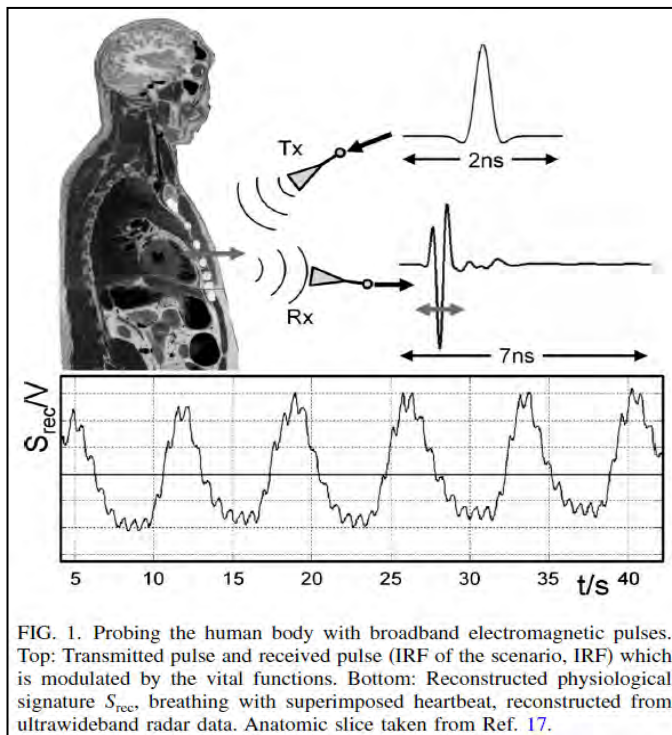 Tx
2ns
Rx
7ns
Srec/V
5 10 15 20 25 30 35 40
t/s
FIG. 1. Probing the human body with broadband electromagnetic pulses.
Top: Transmitted pulse and received pulse (IRF of the scenario, IRF) which
is modulated by the vital functions. Bottom: Reconstructed physiological
signature Srec, breathing with superimposed heartbeat, reconstructed from
ultrawideband radar data. Anatomic slice taken from Ref. 17.